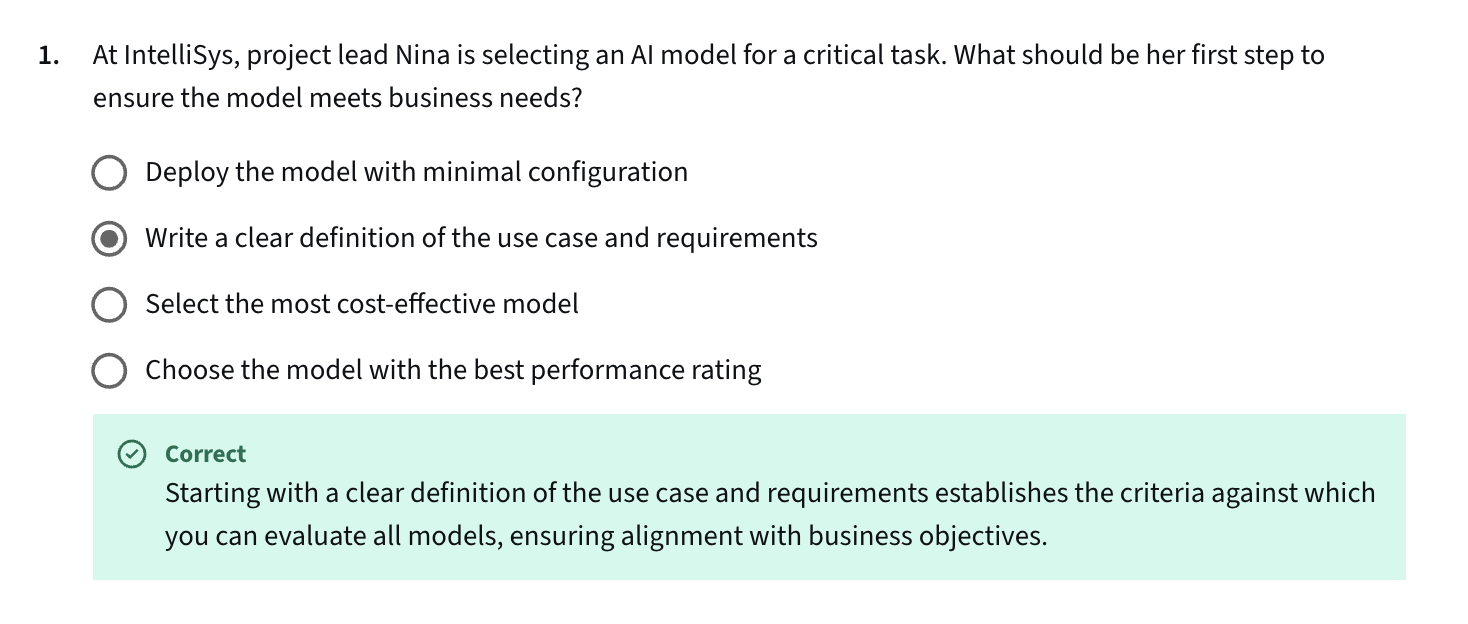 1. At IntelliSys, project lead Nina is selecting an AI model for a critical task. What should be her first step to
ensure the model meets business needs?
Deploy the model with minimal configuration
Write a clear definition of the use case and requirements
Select the most cost-effective model
Choose the model with the best performance rating
Correct
Starting with a clear definition of the use case and requirements establishes the criteria against which
you can evaluate all models, ensuring alignment with business objectives.